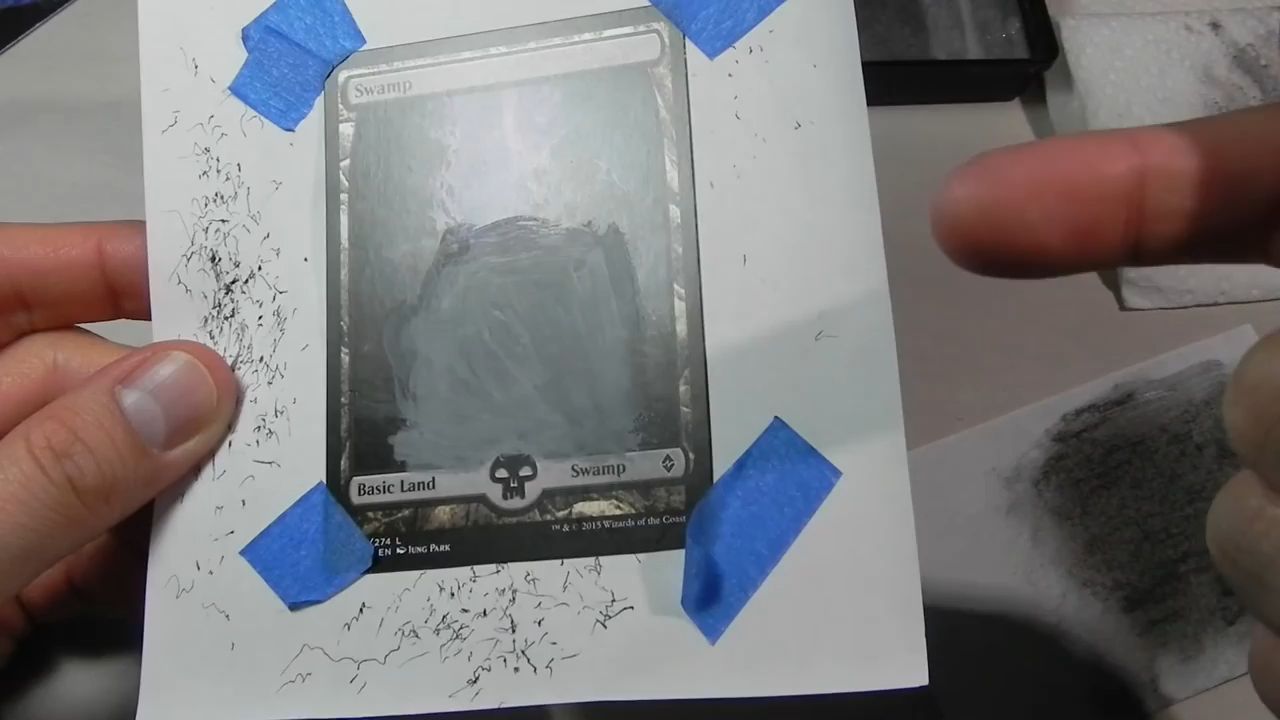 Swamp
Basic Land
Swamp
™ & © 2015 Wizards of the Coast
/274 L
EN Jung Park